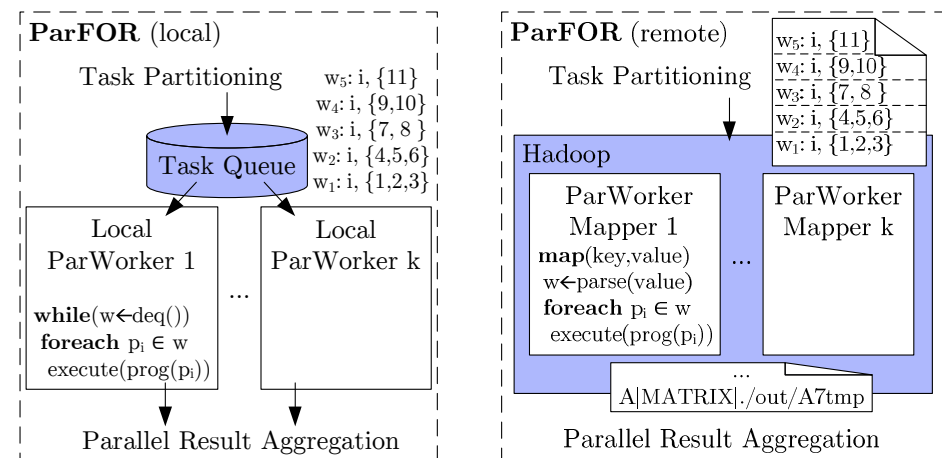 ParFOR (local)
Task Partitioning
w₅: i, {11}
w₄: i, {9,10}
w₃: i, {7, 8 }
w₂: i, {4,5,6}
w₁: i, {1,2,3}
Task Queue
Local
ParWorker 1
while(w←deq())
foreach pᵢ ∈ w
execute(prog(pᵢ))
...
Local
ParWorker k
Parallel Result Aggregation
ParFOR (remote)
Task Partitioning
w₅: i, {11}
w₄: i, {9,10}
w₃: i, {7, 8 }
w₂: i, {4,5,6}
w₁: i, {1,2,3}
Hadoop
ParWorker
Mapper 1
map(key,value)
w←parse(value)
foreach pᵢ ∈ w
execute(prog(pᵢ))
...
ParWorker
Mapper k
...
A|MATRIX|./out/A7tmp
Parallel Result Aggregation